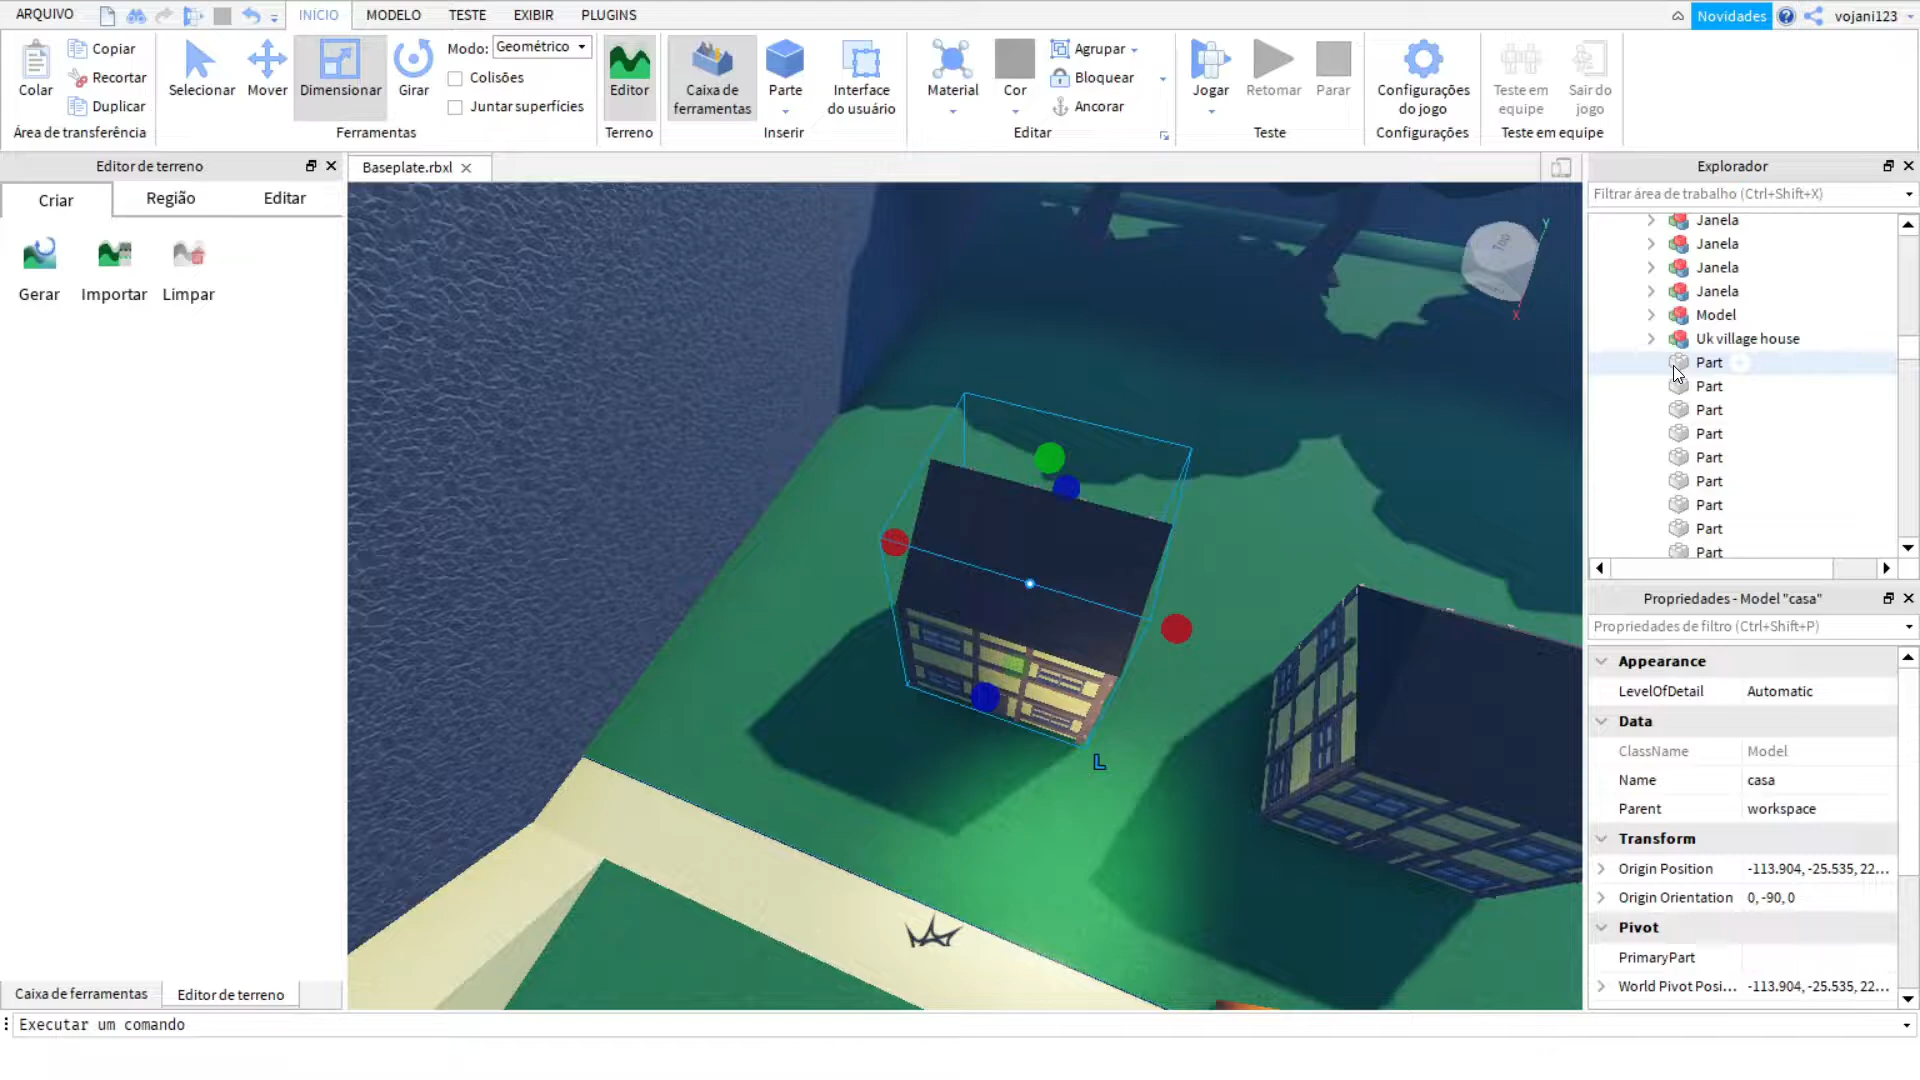 ARQUIVO INÍCIO MODELO TESTE EXIBIR PLUGINS Novidades vojani123
Colar Copiar Recortar Duplicar
Área de transferência
Selecionar Mover Dimensionar Girar
Modo: Geométrico
Colisões
Juntar superfícies
Ferramentas
Editor
Terreno
Caixa de ferramentas Parte Interface do usuário
Inserir
Material Cor Agrupar Bloquear Ancorar
Editar
Jogar Retomar Parar
Teste
Configurações do jogo
Configurações
Teste em equipe Sair do jogo
Teste em equipe
Editor de terreno
Criar Região Editar
Gerar Importar Limpar
Caixa de ferramentas Editor de terreno
Baseplate.rbxl
Y
X
L
Explorador
Filtrar área de trabalho (Ctrl+Shift+X)
Janela
Janela
Janela
Janela
Model
Uk village house
Part
Part
Part
Part
Part
Part
Part
Part
Part
Propriedades - Model "casa"
Propriedades de filtro (Ctrl+Shift+P)
Appearance
LevelOfDetail Automatic
Data
ClassName Model
Name casa
Parent workspace
Transform
Origin Position -113.904, -25.535, 22...
Origin Orientation 0, -90, 0
Pivot
PrimaryPart
World Pivot Posi... -113.904, -25.535, 22...
Executar um comando